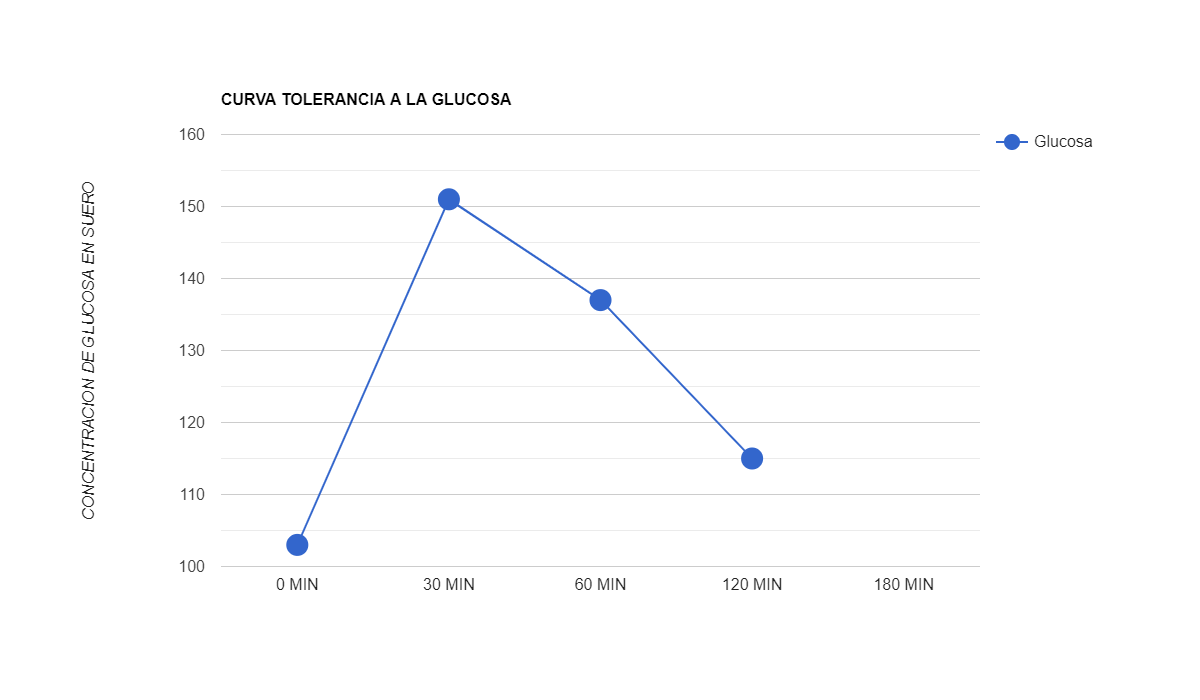 CURVA TOLERANCIA A LA GLUCOSA
Glucosa
CONCENTRACION DE GLUCOSA EN SUERO
160
150
140
130
120
110
100
0 MIN
30 MIN
60 MIN
120 MIN
180 MIN